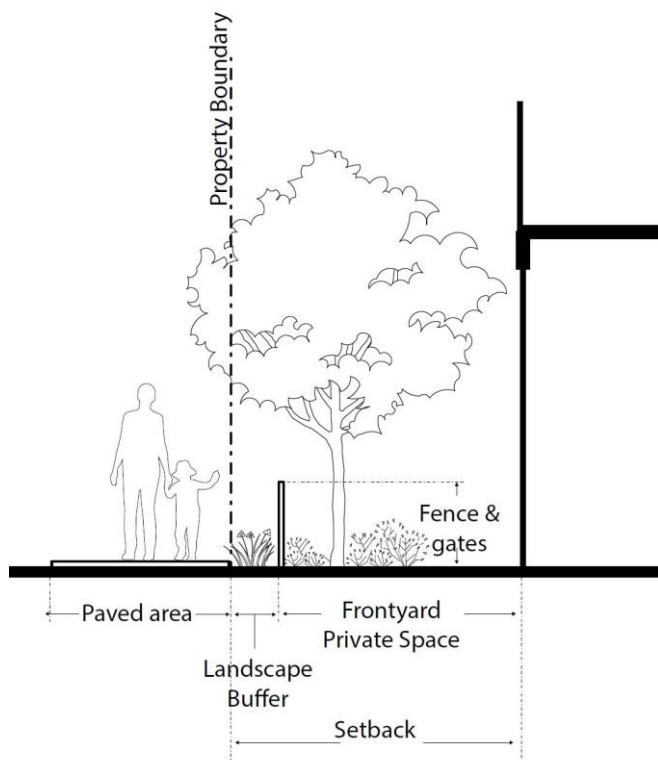 Property Boundary
Fence &
gates
Paved area
Frontyard
Private Space
Landscape
Buffer
Setback